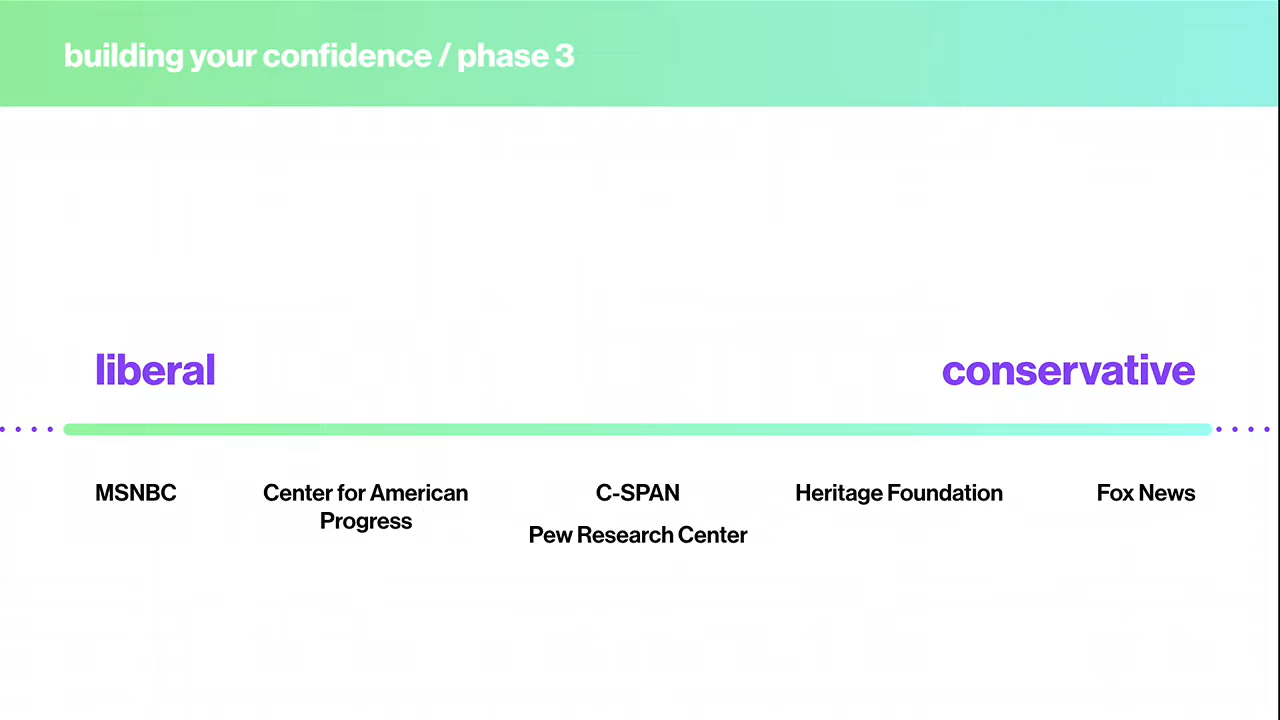 building your confidence / phase 3
liberal
conservative
MSNBC
Center for American
Progress
C-SPAN
Pew Research Center
Heritage Foundation
Fox News